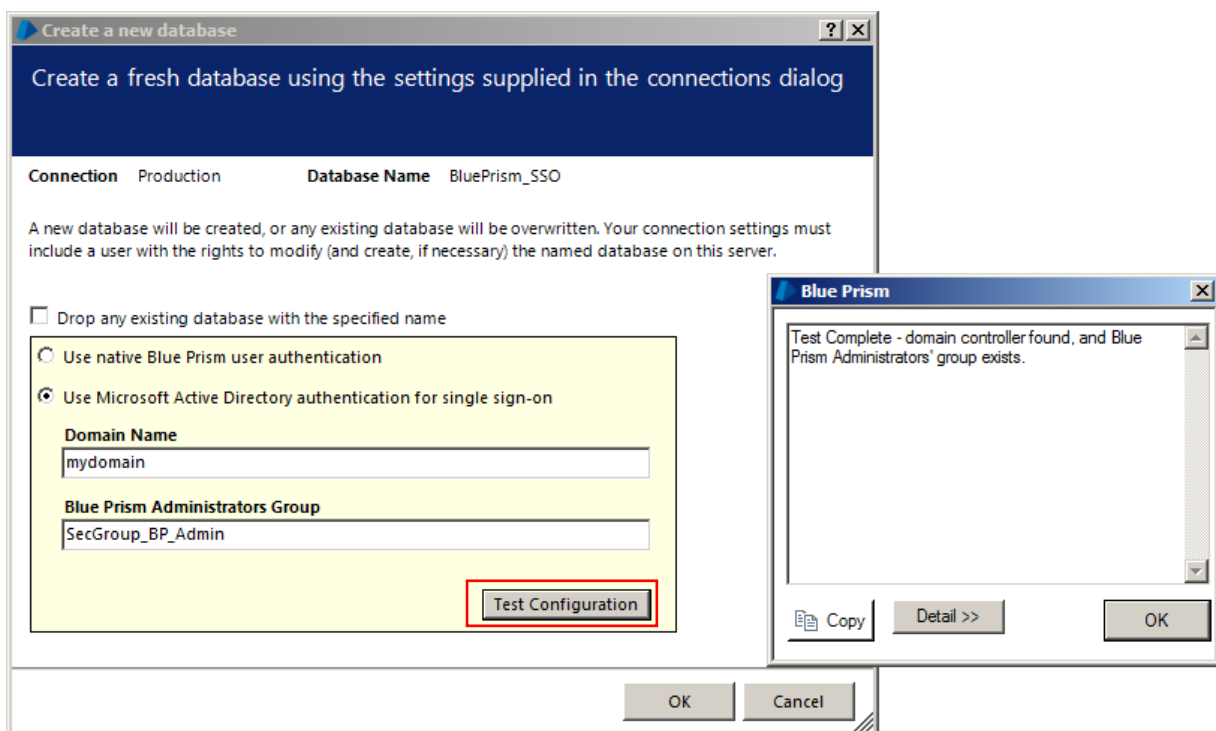 Create a new database
Create a fresh database using the settings supplied in the connections dialog
Connection Production Database Name BluePrism_SSO
A new database will be created, or any existing database will be overwritten. Your connection settings must
include a user with the rights to modify (and create, if necessary) the named database on this server.
Drop any existing database with the specified name
Use native Blue Prism user authentication
Use Microsoft Active Directory authentication for single sign-on
Domain Name
mydomain
Blue Prism Administrators Group
SecGroup_BP_Admin
Test Configuration
OK Cancel
Blue Prism
Test Complete - domain controller found, and Blue
Prism Administrators' group exists.
Copy Detail >> OK